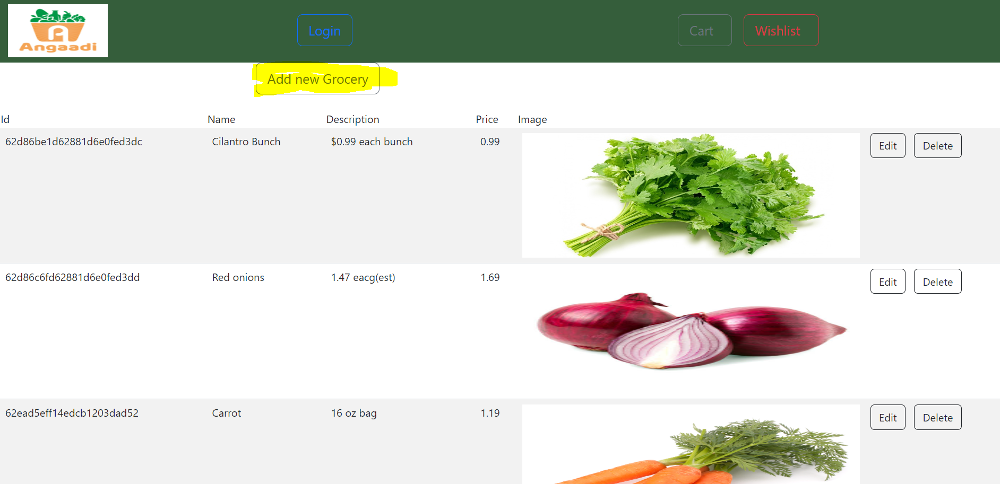 Angaadi
Login
Cart
Wishlist
Add new Grocery
Id Name Description Price Image
62d86be1d62881d6e0fed3dc Cilantro Bunch $0.99 each bunch 0.99 Edit Delete
62d86c6fd62881d6e0fed3dd Red onions 1.47 eacg(est) 1.69 Edit Delete
62ead5eff14edcb1203dad52 Carrot 16 oz bag 1.19 Edit Delete